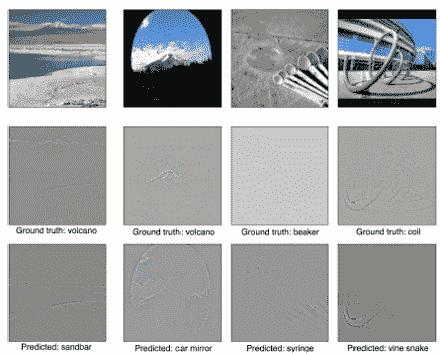 Ground truth: volcano
Ground truth: volcano
Ground truth: beaker
Ground truth: coil
Predicted: sandbar
Predicted: car mirror
Predicted: syringe
Predicted: vine snake